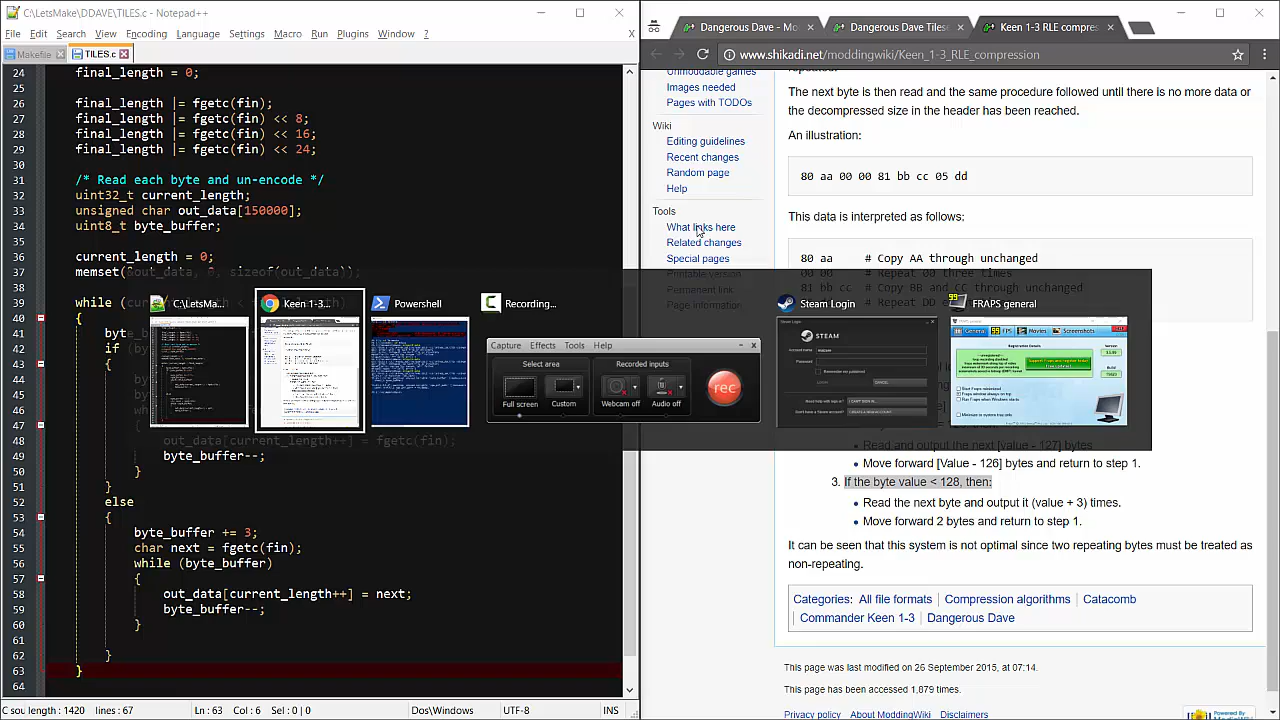 C:\LetsMake\DDAVE\TILES.c - Notepad++
File Edit Search View Encoding Language Settings Macro Run Plugins Window ? X
Makefile TILES.c
24 final_length = 0;
25
26 final_length |= fgetc(fin);
27 final_length |= fgetc(fin) << 8;
28 final_length |= fgetc(fin) << 16;
29 final_length |= fgetc(fin) << 24;
30
31 /* Read each byte and un-encode */
32 uint32_t current_length;
33 unsigned char out_data[150000];
34 uint8_t byte_buffer;
35
36 current_length = 0;
37 memset(&out_data, 0, sizeof(out_data));
38
39 while (
40 {
41 byt
42 if (
43
44
48 out_data[current_length++] = fgetc(fin);
49 byte_buffer--;
50 }
51 }
52 else
53 {
54 byte_buffer += 3;
55 char next = fgetc(fin);
56 while (byte_buffer)
57 {
58 out_data[current_length++] = next;
59 byte_buffer--;
60 }
61
62 }
63 }
64
C sou length : 1420 lines : 67 Ln : 63 Col : 6 Sel : 0 | 0 Dos\Windows UTF-8 INS
Dangerous Dave - Mo Dangerous Dave Tiles Keen 1-3 RLE compre
www.shikadi.net/moddingwiki/Keen_1-3_RLE_compression
Unmodable games
Images needed
Pages with TODOs
Wiki
Editing guidelines
Recent changes
Random page
Help
Tools
What links here
Related changes
Special pages
Printable version
Permanent link
Page information
repeated.
The next byte is then read and the same procedure followed until there is no more data or
the decompressed size in the header has been reached.
An illustration:
80 aa 00 00 81 bb cc 05 dd
This data is interpreted as follows:
80 aa # Copy AA through unchanged
00 00 # Repeat 00 three times
81 bb cc # Copy BB and CC through unchanged
# Repeat DD
C:\LetsMa...
Keen 1-3...
Powershell
Recording...
Steam Login
FRAPS general
Capture Effects Tools Help
Select area
Recorded inputs
Full screen Custom Webcam off Audio off
rec
STEAM
General FPS Movies Screenshots
Read and output the next [value - 127] bytes
Move forward [Value - 126] bytes and return to step 1.
3. If the byte value < 128, then:
Read the next byte and output it (value + 3) times.
Move forward 2 bytes and return to step 1.
It can be seen that this system is not optimal since two repeating bytes must be treated as
non-repeating.
Categories: All file formats | Compression algorithms | Catacomb
Commander Keen 1-3 | Dangerous Dave
This page was last modified on 26 September 2015, at 07:14.
This page has been accessed 1,879 times.
Privacy policy About ModdingWiki Disclaimers
Powered By